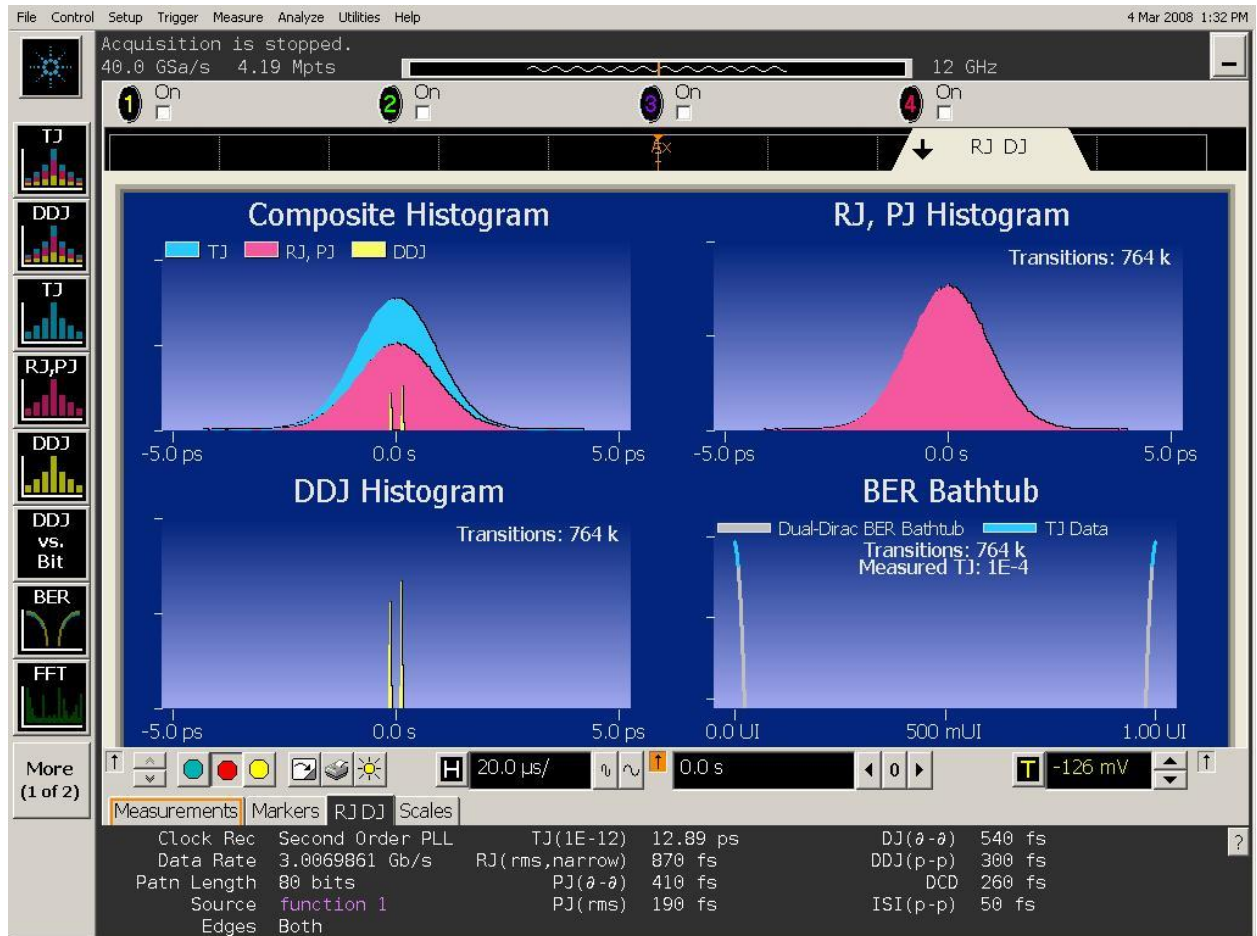 File Control Setup Trigger Measure Analyze Utilities Help 4 Mar 2008 1:32 PM
Acquisition is stopped.
40.0 GSa/s 4.19 Mpts 12 GHz
1 On 2 On 3 On 4 On
RJ DJ
TJ
DDJ
TJ
RJ,PJ
DDJ
DDJ
vs.
Bit
BER
FFT
More
(1 of 2)
Composite Histogram
TJ RJ, PJ DDJ
-5.0 ps 0.0 s 5.0 ps
RJ, PJ Histogram
Transitions: 764 k
-5.0 ps 0.0 s 5.0 ps
DDJ Histogram
Transitions: 764 k
-5.0 ps 0.0 s 5.0 ps
BER Bathtub
Dual-Dirac BER Bathtub TJ Data
Transitions: 764 k
Measured TJ: 1E-4
0.0 UI 500 mUI 1.00 UI
H 20.0 µs/ 0.0 s 0 T -126 mV
Measurements Markers RJ DJ Scales
Clock Rec Second Order PLL TJ(1E-12) 12.89 ps DJ(∂-∂) 540 fs ?
Data Rate 3.0069861 Gb/s RJ(rms,narrow) 870 fs DDJ(p-p) 300 fs
Patn Length 80 bits PJ(∂-∂) 410 fs DCD 260 fs
Source function 1 PJ(rms) 190 fs ISI(p-p) 50 fs
Edges Both